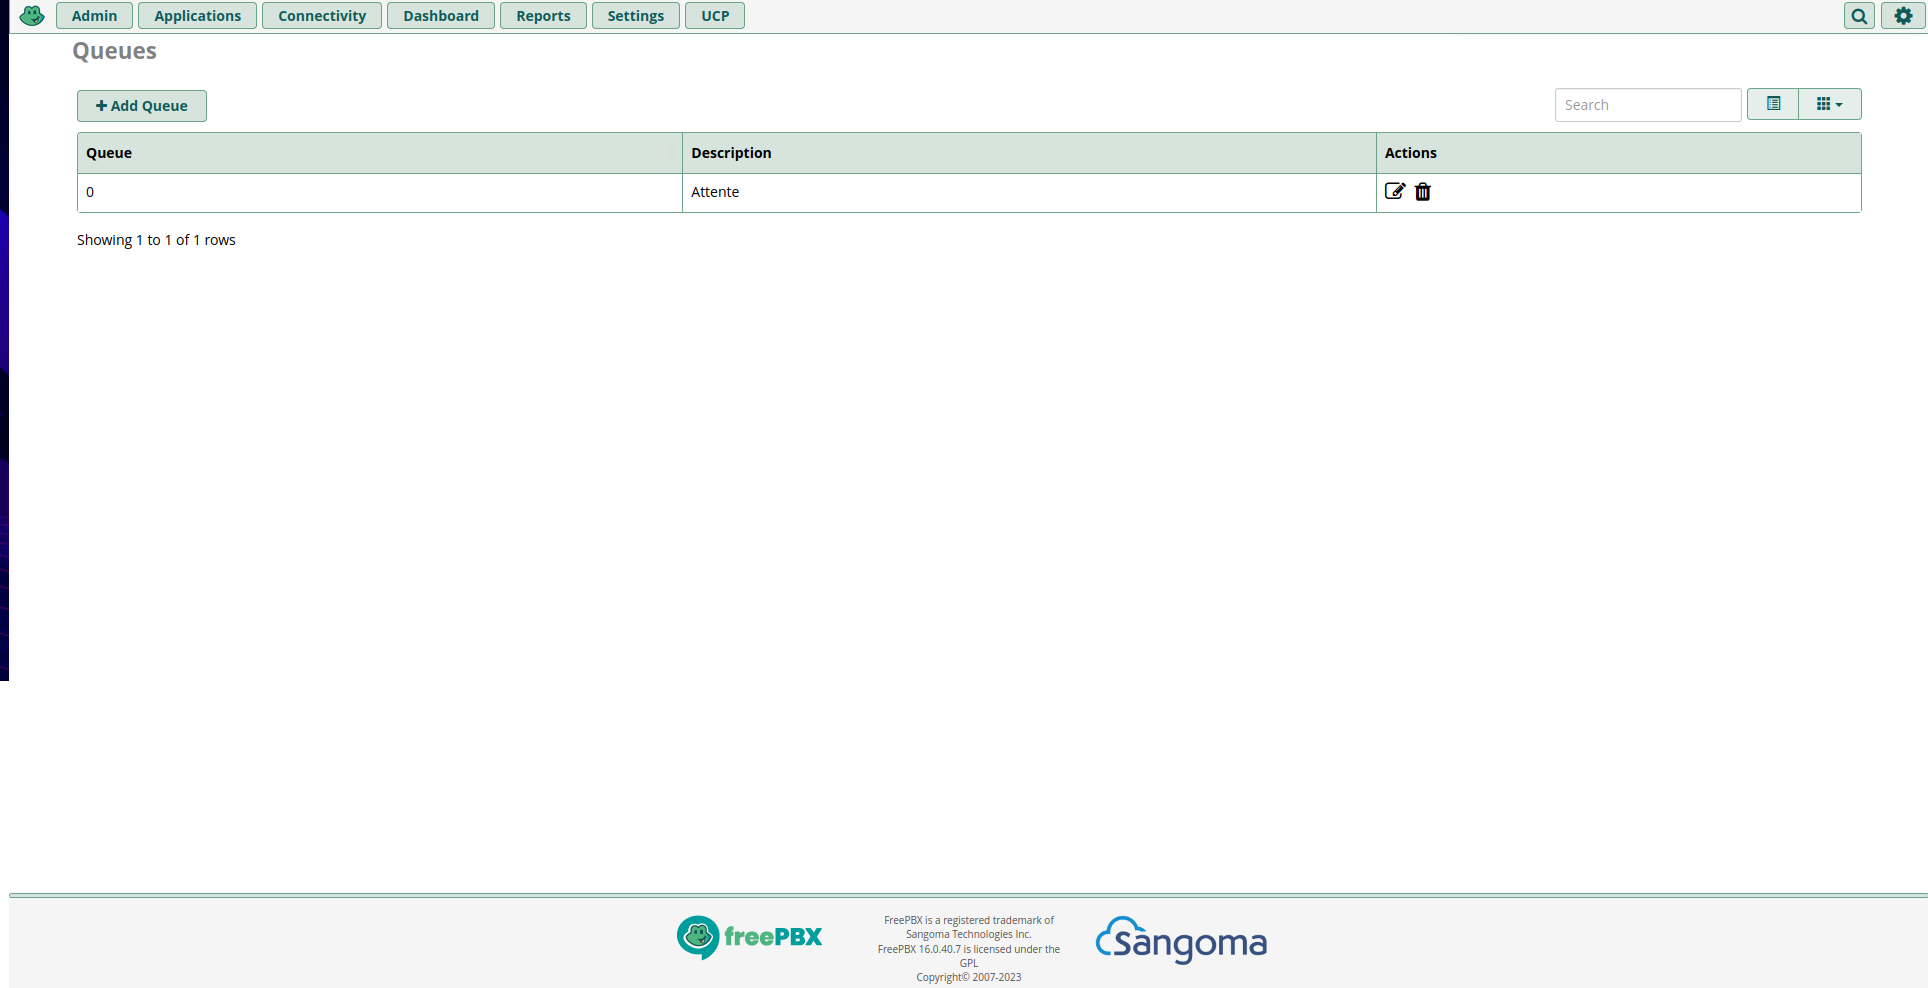 Admin Applications Connectivity Dashboard Reports Settings UCP
Queues
Add Queue
Search
Queue Description Actions
0 Attente
Showing 1 to 1 of 1 rows
freePBX
FreePBX is a registered trademark of
Sangoma Technologies Inc.
FreePBX 16.0.40.7 is licensed under the
GPL
Copyright© 2007-2023
Sangoma